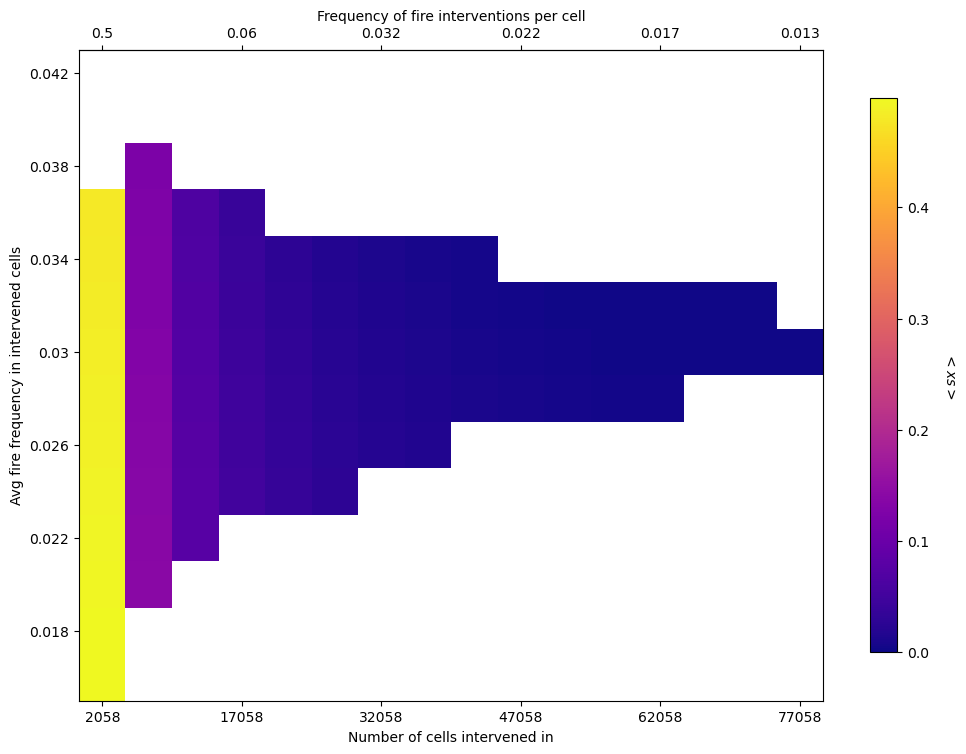 Frequency of fire interventions per cell
0.5 0.06 0.032 0.022 0.017 0.013
0.042
0.038
0.034
0.03
0.026
0.022
0.018
Avg fire frequency in intervened cells
2058 17058 32058 47058 62058 77058
Number of cells intervened in
0.4
0.3
0.2
0.1
0.0
< sx >